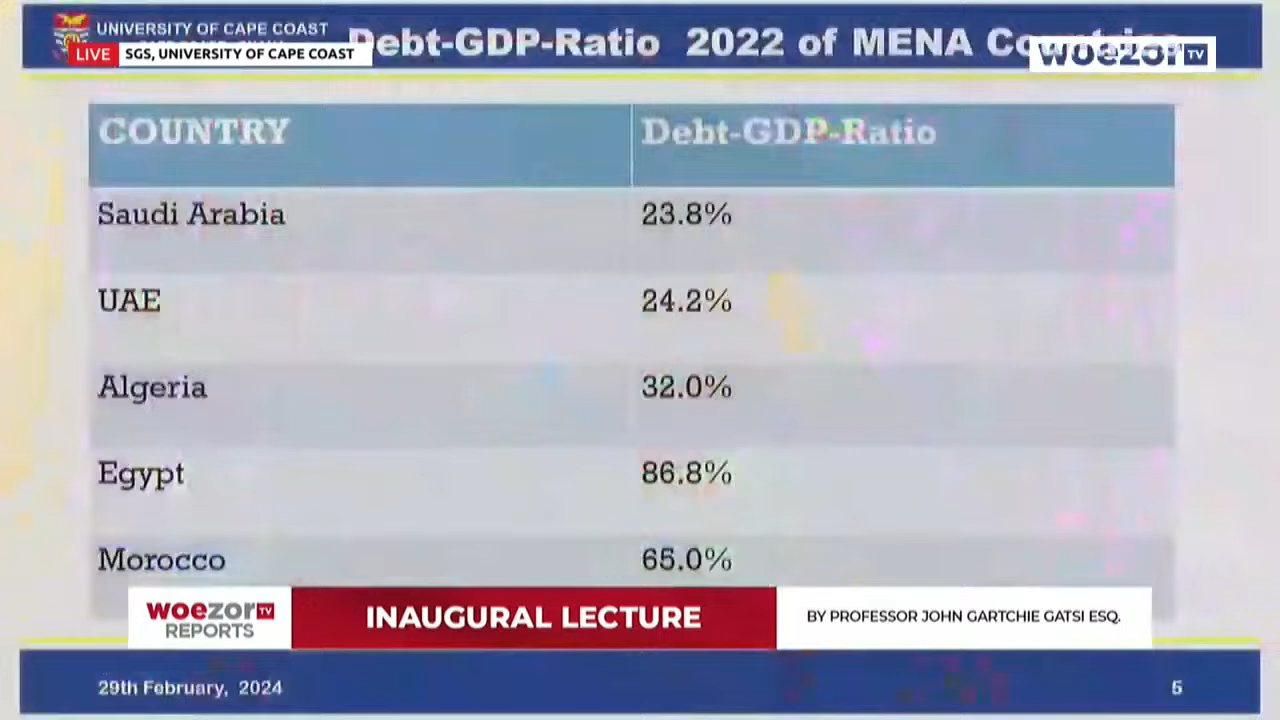 UNIVERSITY OF CAPE COAST
LIVE SGS, UNIVERSITY OF CAPE COAST
Debt-GDP-Ratio 2022 of MENA
woezor TV
COUNTRY Debt-GDP-Ratio
Saudi Arabia 23.8%
UAE 24.2%
Algeria 32.0%
Egypt 86.8%
Morocco 65.0%
woezor TV
REPORTS
INAUGURAL LECTURE
BY PROFESSOR JOHN GARTCHIE GATSI ESQ.
29th February, 2024 5